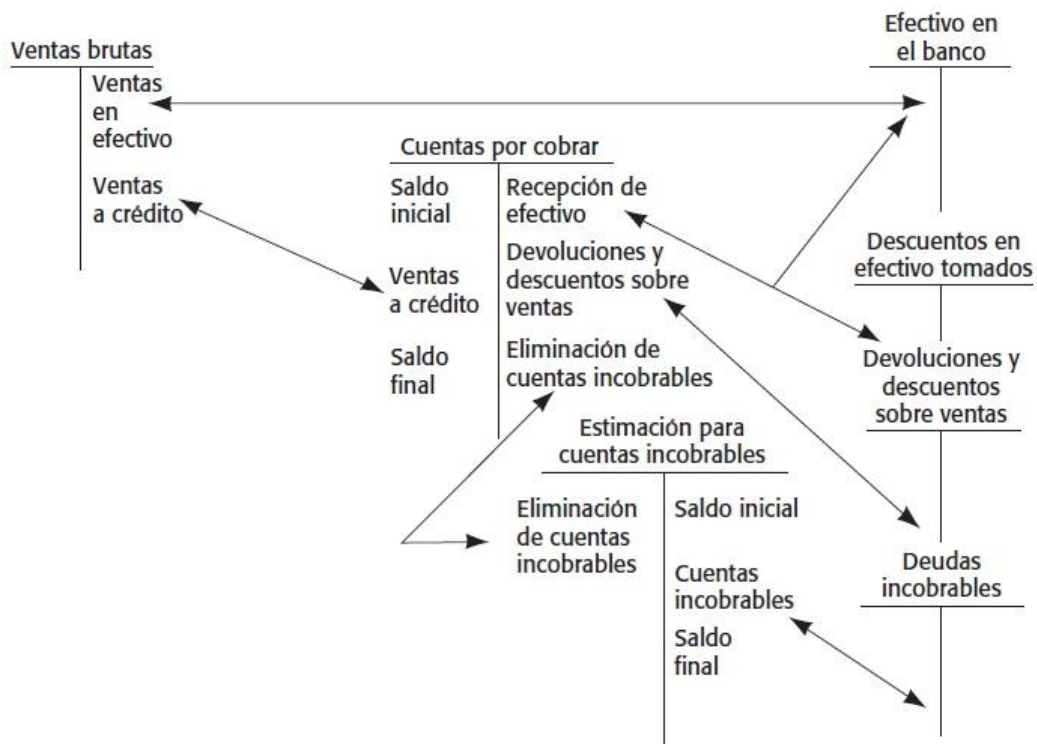 Ventas brutas
Ventas
en
efectivo
Ventas
a crédito
Cuentas por cobrar
Saldo
inicial
Ventas
a crédito
Saldo
final
Recepción de
efectivo
Devoluciones y
descuentos sobre
ventas
Eliminación de
cuentas incobrables
Estimación para
cuentas incobrables
Eliminación
de cuentas
incobrables
Saldo inicial
Cuentas
incobrables
Saldo
final
Efectivo en
el banco
Descuentos en
efectivo tomados
Devoluciones y
descuentos
sobre ventas
Deudas
incobrables